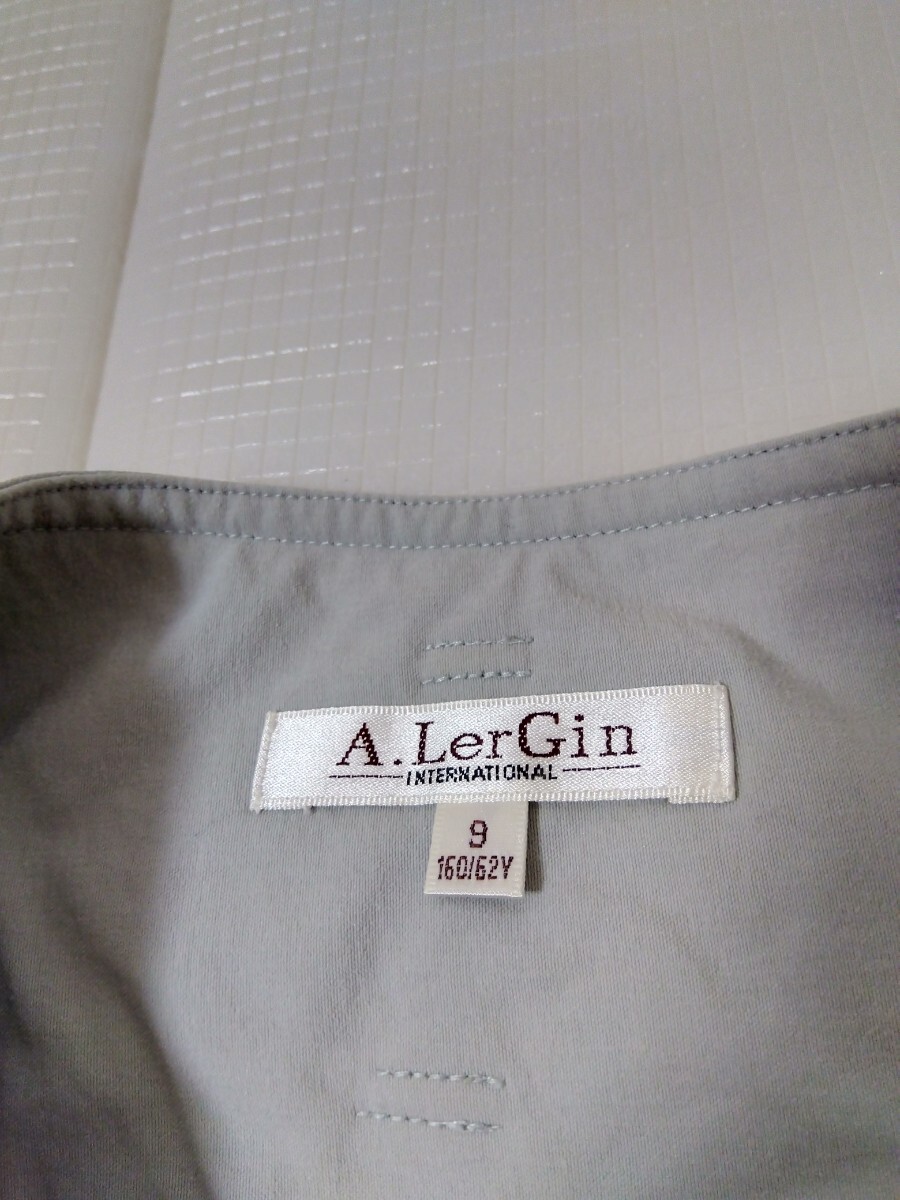 A.LerGin
INTERNATIONAL
9
160/62Y